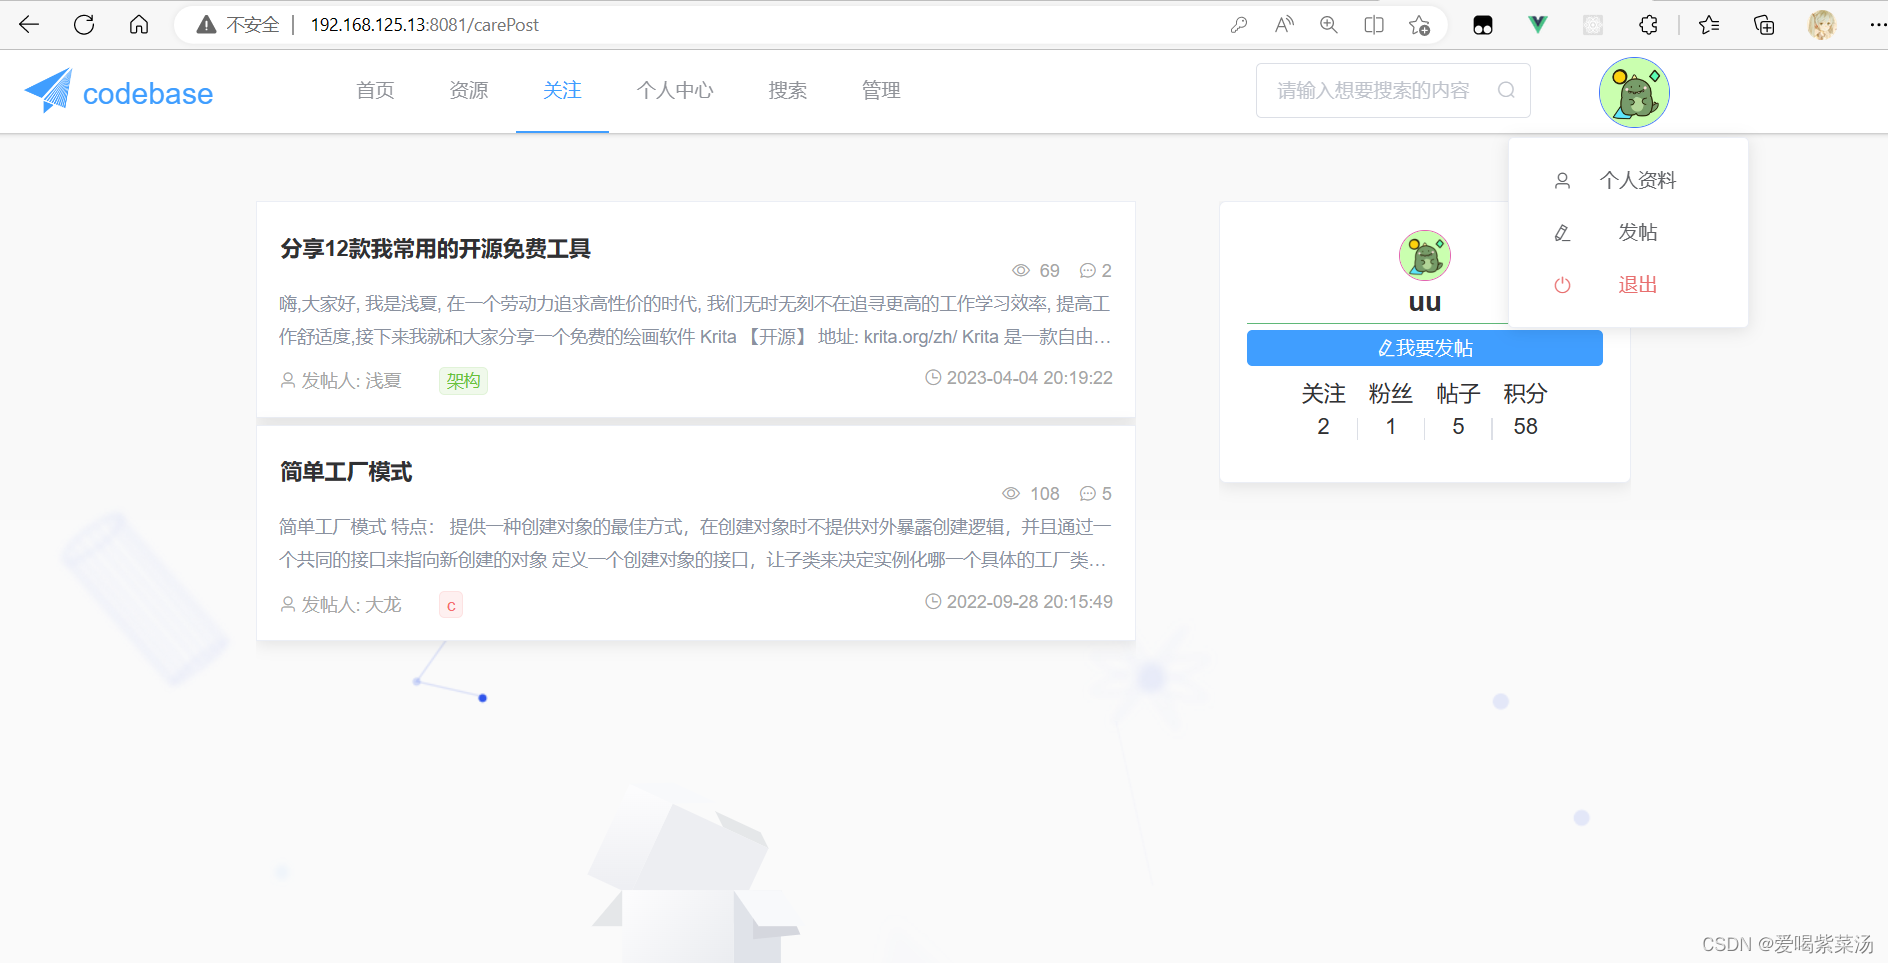 不安全 192.168.125.13:8081/carePost
codebase
首页 资源 关注 个人中心 搜索 管理
请输入想要搜索的内容
个人资料
发帖
退出
分享12款我常用的开源免费工具
69 2
嗨,大家好, 我是浅夏, 在一个劳动力追求高性价的时代, 我们无时无刻不在追寻更高的工作学习效率, 提高工
作舒适度,接下来我就和大家分享一个免费的绘画软件 Krita 【开源】 地址: krita.org/zh/ Krita 是一款自由…
发帖人: 浅夏 架构 2023-04-04 20:19:22
简单工厂模式
108 5
简单工厂模式 特点： 提供一种创建对象的最佳方式，在创建对象时不提供对外暴露创建逻辑，并且通过一
个共同的接口来指向新创建的对象 定义一个创建对象的接口，让子类来决定实例化哪一个具体的工厂类…
发帖人: 大龙 c 2022-09-28 20:15:49
uu
我要发帖
关注 粉丝 帖子 积分
2 1 5 58
CSDN @爱喝紫菜汤